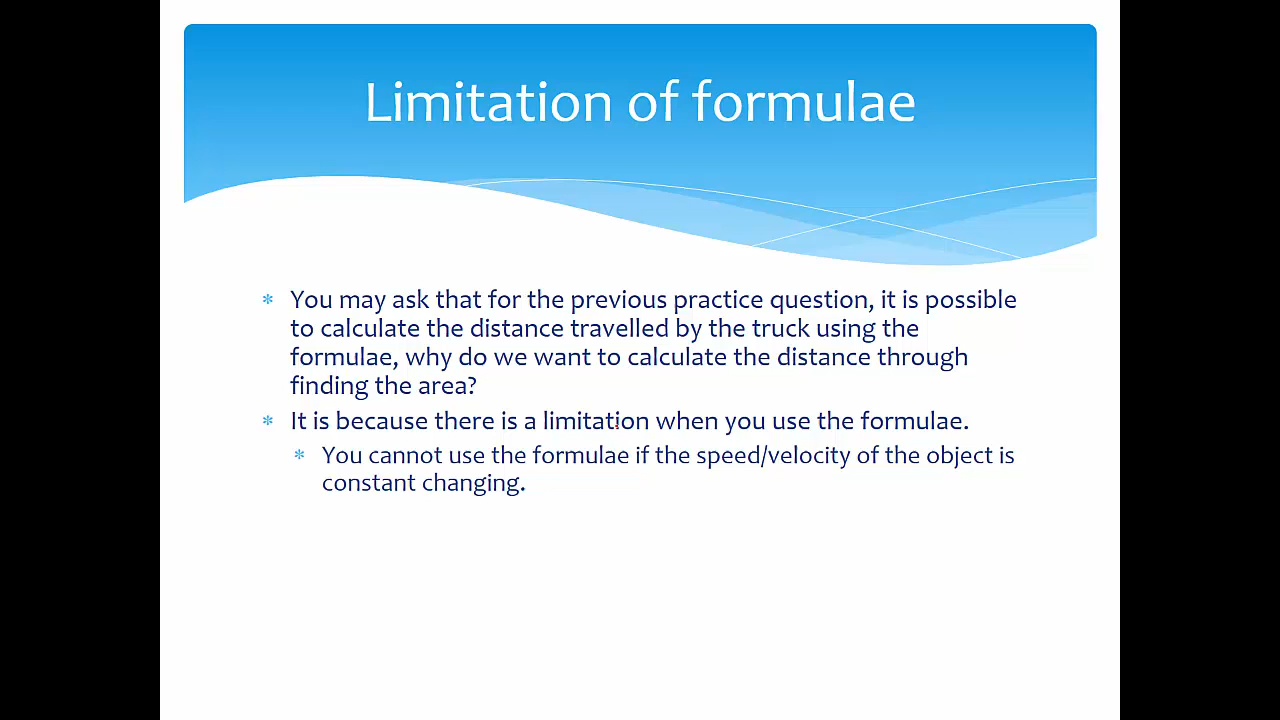 Limitation of formulae
* You may ask that for the previous practice question, it is possible
to calculate the distance travelled by the truck using the
formulae, why do we want to calculate the distance through
finding the area?
* It is because there is a limitation when you use the formulae.
* You cannot use the formulae if the speed/velocity of the object is
constant changing.